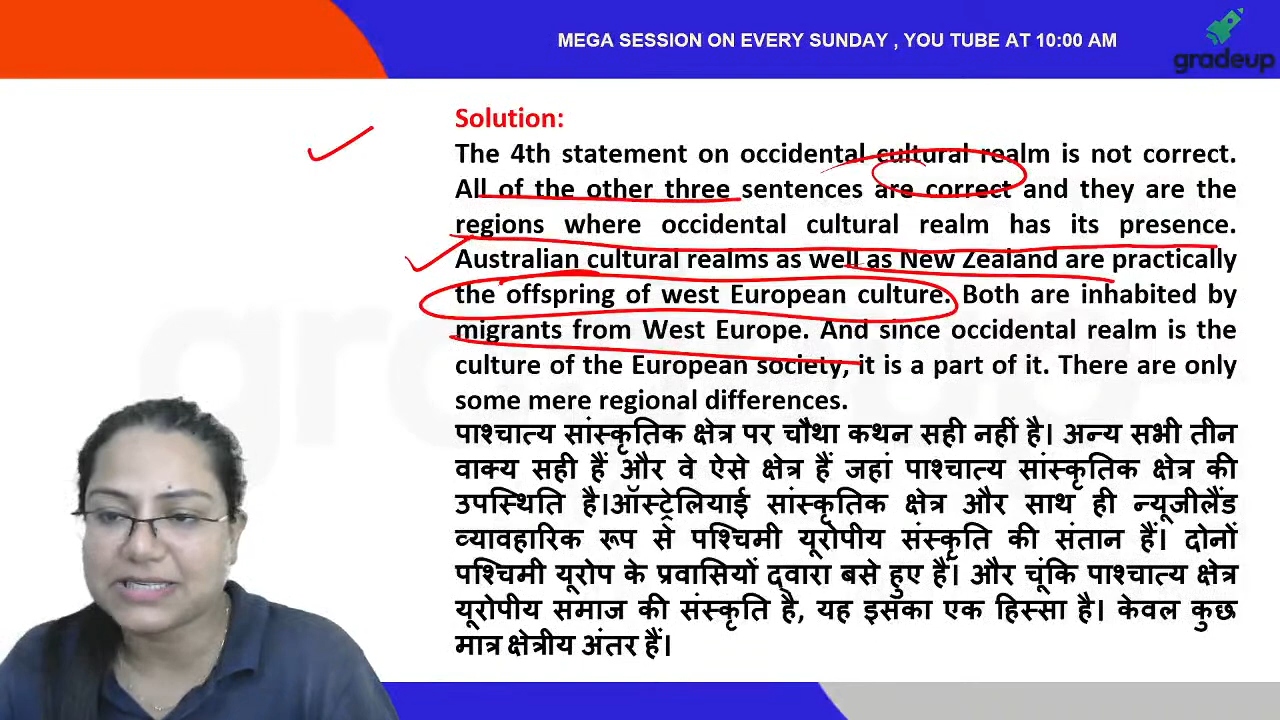 MEGA SESSION ON EVERY SUNDAY , YOU TUBE AT 10:00 AM
gradeup
Solution:
The 4th statement on occidental cultural realm is not correct.
All of the other three sentences are correct and they are the
regions where occidental cultural realm has its presence.
Australian cultural realms as well as New Zealand are practically
the offspring of west European culture. Both are inhabited by
migrants from West Europe. And since occidental realm is the
culture of the European society, it is a part of it. There are only
some mere regional differences.
पाश्चात्य सांस्कृतिक क्षेत्र पर चौथा कथन सही नहीं है। अन्य सभी तीन
वाक्य सही हैं और वे ऐसे क्षेत्र हैं जहां पाश्चात्य सांस्कृतिक क्षेत्र की
उपस्थिति है।ऑस्ट्रेलियाई सांस्कृतिक क्षेत्र और साथ ही न्यूजीलैंड
व्यावहारिक रूप से पश्चिमी यूरोपीय संस्कृति की संतान हैं। दोनों
पश्चिमी यूरोप के प्रवासियों द्वारा बसे हुए हैं। और चूंकि पाश्चात्य क्षेत्र
यूरोपीय समाज की संस्कृति है, यह इसका एक हिस्सा है। केवल कुछ
मात्र क्षेत्रीय अंतर हैं।